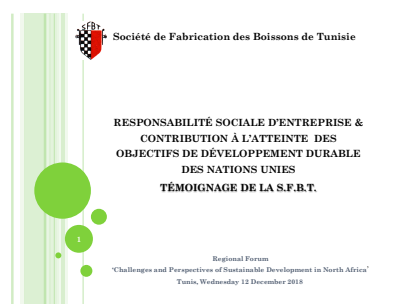 SFBT
Société de Fabrication des Boissons de Tunisie
RESPONSABILITÉ SOCIALE D'ENTREPRISE &
CONTRIBUTION À L'ATTEINTE DES
OBJECTIFS DE DÉVELOPPEMENT DURABLE
DES NATIONS UNIES
TÉMOIGNAGE DE LA S.F.B.T.
1
Regional Forum
'Challenges and Perspectives of Sustainable Development in North Africa'
Tunis, Wednesday 12 December 2018